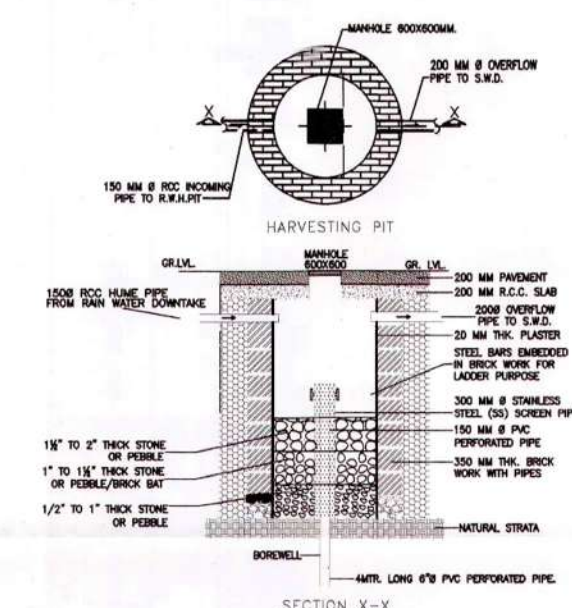 MANHOLE 600X600MM.
200 MM Ø OVERFLOW
PIPE TO S.W.D.
X
X
150 MM Ø RCC INCOMING
PIPE TO R.W.H.PIT
HARVESTING PIT
GR.LVL.
MANHOLE
600X600
GR. LVL.
200 MM PAVEMENT
200 MM R.C.C. SLAB
150Ø RCC HUME PIPE
FROM RAIN WATER DOWNTAKE
200Ø OVERFLOW
PIPE TO S.W.D.
20 MM THK. PLASTER
STEEL BARS EMBEDDED
IN BRICK WORK FOR
LADDER PURPOSE
300 MM Ø STAINLESS
STEEL (SS) SCREEN PIP
150 MM Ø PVC
PERFORATED PIPE
1½" TO 2" THICK STONE
OR PEBBLE
1" TO 1½" THICK STONE
OR PEBBLE/BRICK BAT
350 MM THK. BRICK
WORK WITH PIPES
1/2" TO 1" THICK STONE
OR PEBBLE
NATURAL STRATA
BOREWELL
4MTR. LONG 6"Ø PVC PERFORATED PIPE.
SECTION X-X